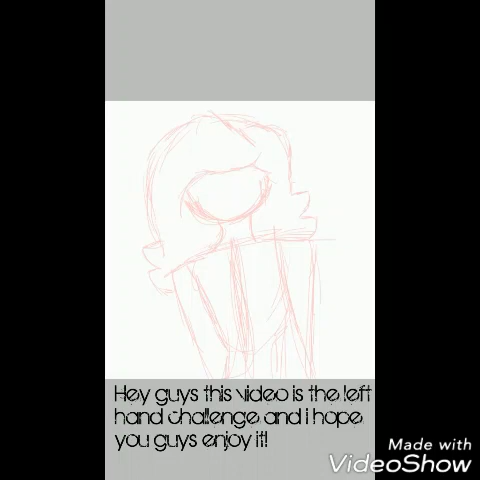 Hey guys this video is the left
hand challenge and i hope
you guys enjoy it!
Made with
VideoShow